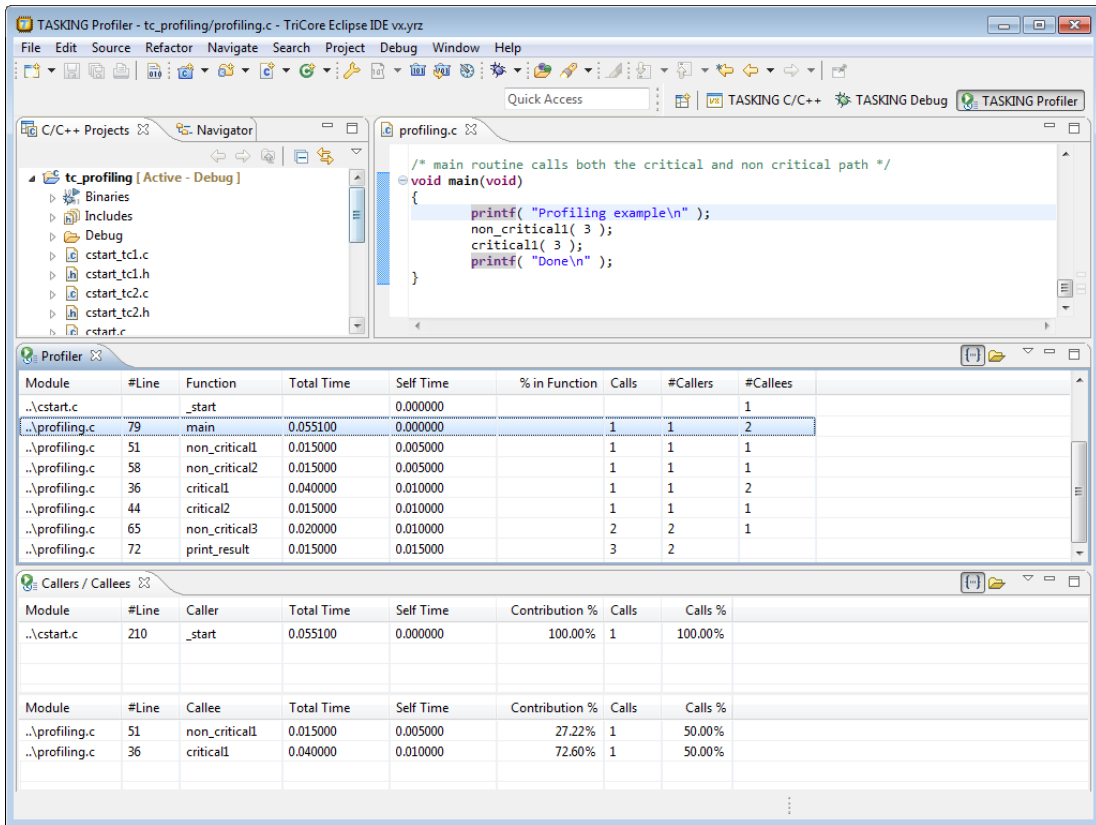 TASKING Profiler - tc_profiling/profiling.c - TriCore Eclipse IDE vx.yrz
File Edit Source Refactor Navigate Search Project Debug Window Help
Quick Access TASKING C/C++ TASKING Debug TASKING Profiler
C/C++ Projects Navigator
tc_profiling [ Active - Debug ]
Binaries
Includes
Debug
cstart_tc1.c
cstart_tc1.h
cstart_tc2.c
cstart_tc2.h
cstart.c
profiling.c
/* main routine calls both the critical and non critical path */
void main(void)
{
printf( "Profiling example\n" );
non_critical1( 3 );
critical1( 3 );
printf( "Done\n" );
}
Profiler
Module #Line Function Total Time Self Time % in Function Calls #Callers #Callees
..\cstart.c _start 0.000000 1
..\profiling.c 79 main 0.055100 0.000000 1 1 2
..\profiling.c 51 non_critical1 0.015000 0.005000 1 1 1
..\profiling.c 58 non_critical2 0.015000 0.005000 1 1 1
..\profiling.c 36 critical1 0.040000 0.010000 1 1 2
..\profiling.c 44 critical2 0.015000 0.010000 1 1 1
..\profiling.c 65 non_critical3 0.020000 0.010000 2 2 1
..\profiling.c 72 print_result 0.015000 0.015000 3 2
Callers / Callees
Module #Line Caller Total Time Self Time Contribution % Calls Calls %
..\cstart.c 210 _start 0.055100 0.000000 100.00% 1 100.00%
Module #Line Callee Total Time Self Time Contribution % Calls Calls %
..\profiling.c 51 non_critical1 0.015000 0.005000 27.22% 1 50.00%
..\profiling.c 36 critical1 0.040000 0.010000 72.60% 1 50.00%